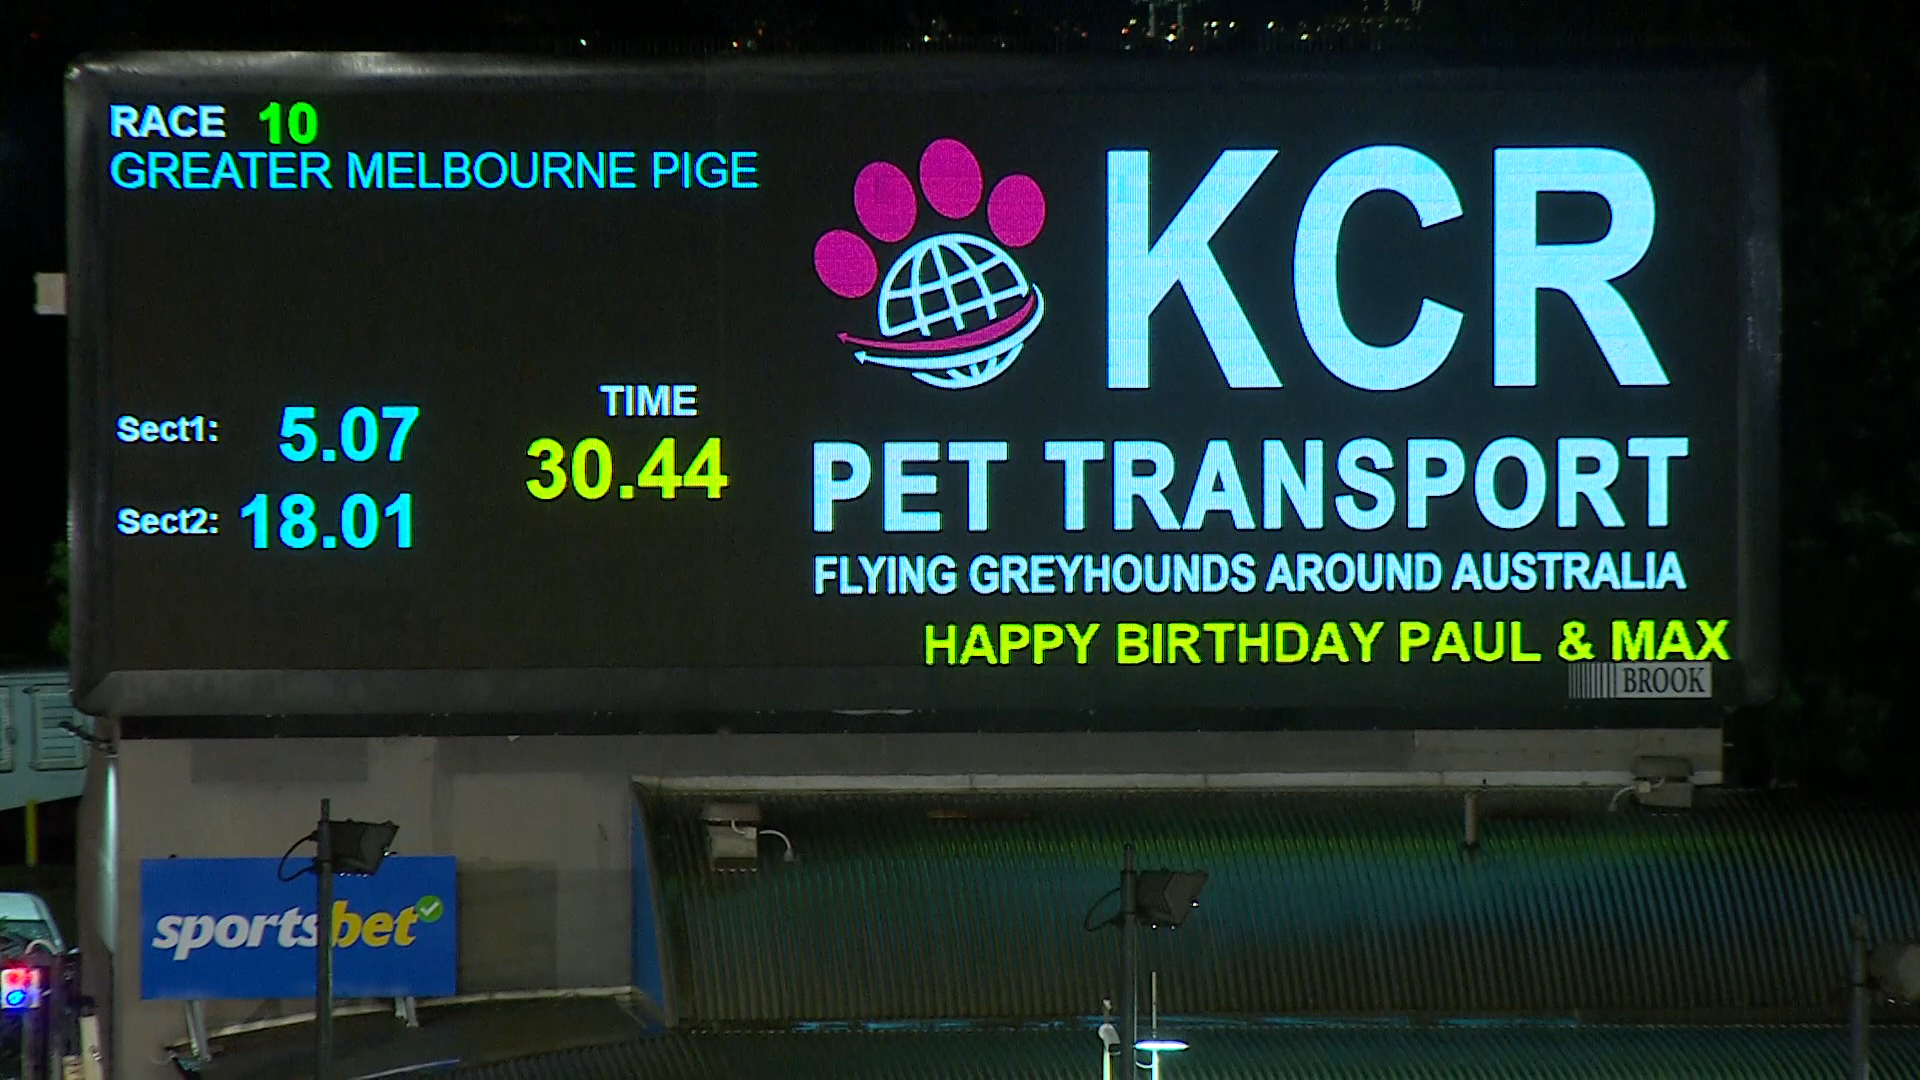 RACE 10
GREATER MELBOURNE PIGE
Sect1: 5.07
Sect2: 18.01
TIME
30.44
KCR
PET TRANSPORT
FLYING GREYHOUNDS AROUND AUSTRALIA
HAPPY BIRTHDAY PAUL & MAX
BROOK
sportsbet